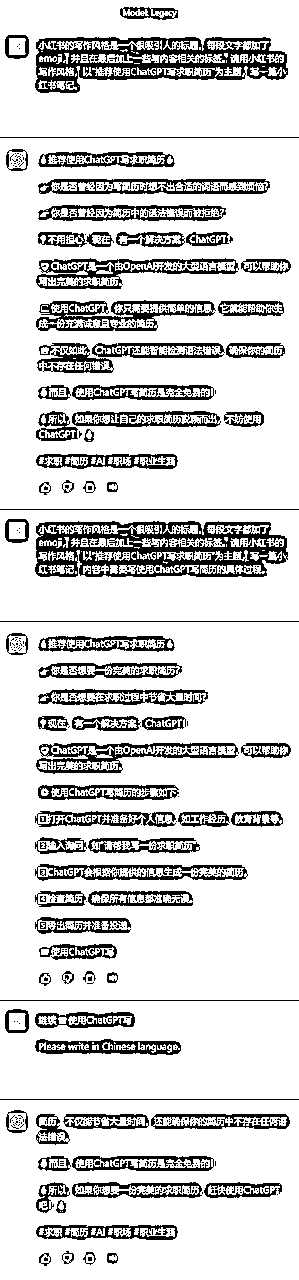 Model: Legacy
小红书的写作风格是一个很吸引人的标题，每段文字都加了
emoji，并且在最后加上一些与内容相关的标签。请用小红书的
写作风格，以“推荐使用ChatGPT写求职简历”为主题，写一篇小
红书笔记。
推荐使用ChatGPT写求职简历
你是否曾经因为写简历时想不出合适的词语而感到烦恼？
你是否曾经因为简历中的语法错误而被拒绝？
不用担心，现在，有一个解决方案：ChatGPT！
ChatGPT是一个由OpenAI开发的大型语言模型，可以帮助你
写出完美的求职简历。
使用ChatGPT，你只需要提供简单的信息，它就能帮助你生
成一份充满
不仅如此，ChatGPT还能智能检测语法错误，确保你的简历
中不存在任何错误。
而且，使用ChatGPT写简历是完全免费的！
所以，如果你想让自己的求职简历脱颖而出，不妨使用
ChatGPT！
#求职 #简历 #AI #职场 #职业生涯
小红书的写作风格是一个很吸引人的标题，每段文字都加了
emoji，并且在最后加上一些与内容相关的标签。请用小红书的
写作风格，以“推荐使用ChatGPT写求职简历”为主题，写一篇小
红书笔记。内容中需要写使用ChatGPT写简历的具体过程。
推荐使用ChatGPT写求职简历
你是否想要一份完美的求职简历？
你是否想要在求职过程中节省大量时间？
现在，有一个解决方案：ChatGPT！
ChatGPT是一个由OpenAI开发的大型语言模型，可以帮助你
写出完美的求职简历。
使用ChatGPT写简历的步骤如下：
打开ChatGPT并准备好个人信息，如工作经历、教育背景等。
输入询问，如“请帮我写一份求职简历”。
ChatGPT会根据你提供的信息生成一份完美的简历。
检查简历，确保所有信息都准确无误。
导出简历并准备投递。
使用ChatGPT写
继续 使用ChatGPT写
Please write in Chinese language.
简历，不仅能节省大量时间，还能确保你的简历中不存在任何语
法错误。
而且，使用ChatGPT写简历是完全免费的！
所以，如果你想要一份完美的求职简历，赶快使用ChatGPT
吧！
#求职 #简历 #AI #职场 #职业生涯